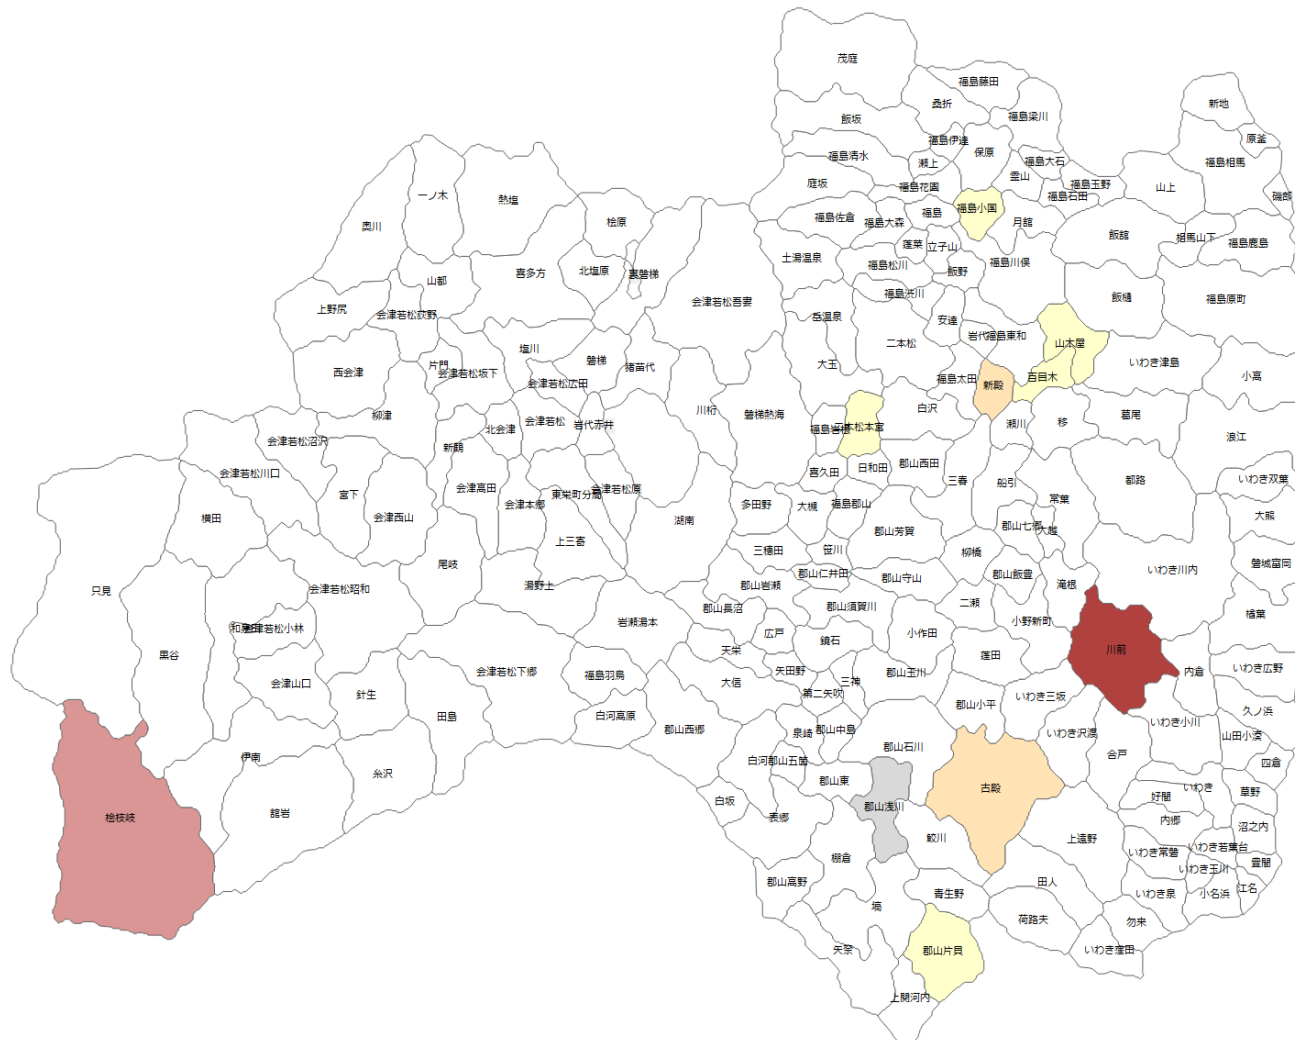 茂庭
福島藤田
桑折
新地
福島梁川
飯坂
原釜
福島伊達
保原
福島清水
瀬上
福島大石
福島相馬
一ノ木
庭坂
福島花園
霊山
福島玉野
山上
熱塩
福島石田
磯部
福島小国
桧原
福島佐倉
福島大森
福島
月舘
奥川
飯舘
相馬山下
福島鹿島
蓬莱
立子山
土湯温泉
福島松川
福島川俣
北塩原
裏磐梯
喜多方
飯野
山都
福島渋川
飯樋
福島原町
会津若松吾妻
上野尻
会津若松荻野
岳温泉
安達
岩代
福島東和
二本松
山木屋
塩川
磐梯
猪苗代
大玉
いわき津島
片門
会津若松坂下
西会津
会津若松広田
福島太田
新殿
百目木
小高
川桁
白沢
柳津
磐梯熱海
葛尾
会津若松
岩代赤井
北会津
福島岩根
二本松本宮
瀬川
移
浪江
会津若松沼沢
新鶴
会津若松川口
喜久田
日和田
郡山西田
三春
船引
都路
いわき双葉
宮下
会津高田
会津若松原
東栄町分局
常葉
会津本郷
多田野
大槻
福島郡山
横田
会津西山
湖南
郡山芳賀
郡山七郷
大越
大熊
上三寄
三穂田
笹川
柳橋
磐城富岡
尾岐
郡山仁井田
郡山守山
郡山飯豊
いわき川内
湯野上
郡山岩瀬
滝根
只見
会津若松昭和
郡山長沼
郡山須賀川
二瀬
楢葉
岩瀬湯本
広戸
鏡石
小作田
小野新町
和泉田
会津若松小林
天栄
川前
黒谷
矢田野
蓬田
会津若松下郷
福島羽鳥
三神
郡山玉川
内倉
いわき広野
会津山口
大信
第二矢吹
針生
いわき三坂
郡山小平
久ノ浜
田島
白河高原
郡山西郷
泉崎
郡山中島
いわき小川
いわき沢渡
山田小湊
郡山石川
伊南
白河
郡山五箇
合戸
四倉
糸沢
郡山東
古殿
いわき
草野
白坂
好間
舘岩
郡山浅川
表郷
桧枝岐
内郷
沼之内
鮫川
上遠野
いわき若葉台
棚倉
いわき常磐
豊間
いわき玉川
郡山高野
田人
江名
青生野
いわき泉
小名浜
塙
荷路夫
勿来
矢祭
郡山片貝
いわき窪田
上関河内